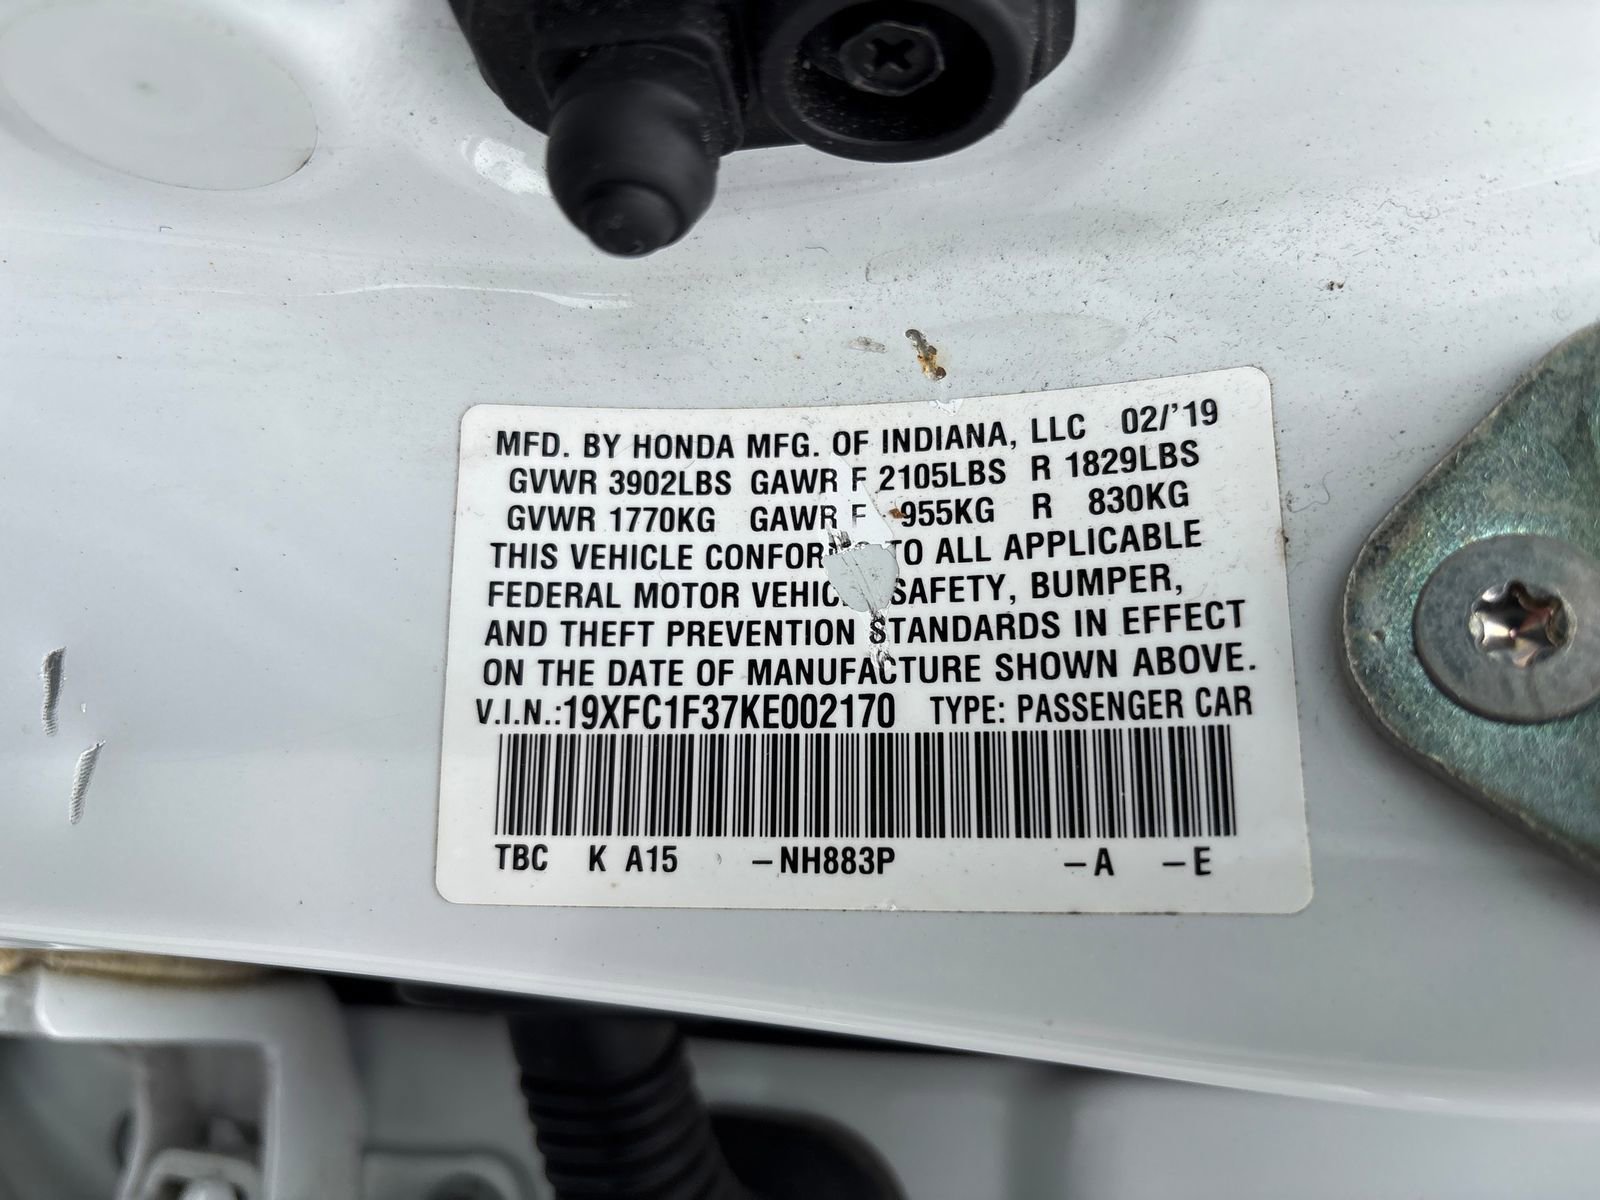 MFD. BY HONDA MFG. OF INDIANA, LLC 02/'19
GVWR 3902LBS GAWR F 2105LBS R 1829LBS
GVWR 1770KG GAWR F 955KG R 830KG
THIS VEHICLE TO ALL APPLICABLE
FEDERAL MOTOR SAFETY, BUMPER,
AND THEFT PREVENTION STANDARDS IN EFFECT
ON THE DATE OF MANUFACTURE SHOWN ABOVE.
V.I.N.:19XFC1F37KE002170 TYPE: PASSENGER CAR
TBC K A15 -NH883P -A -E